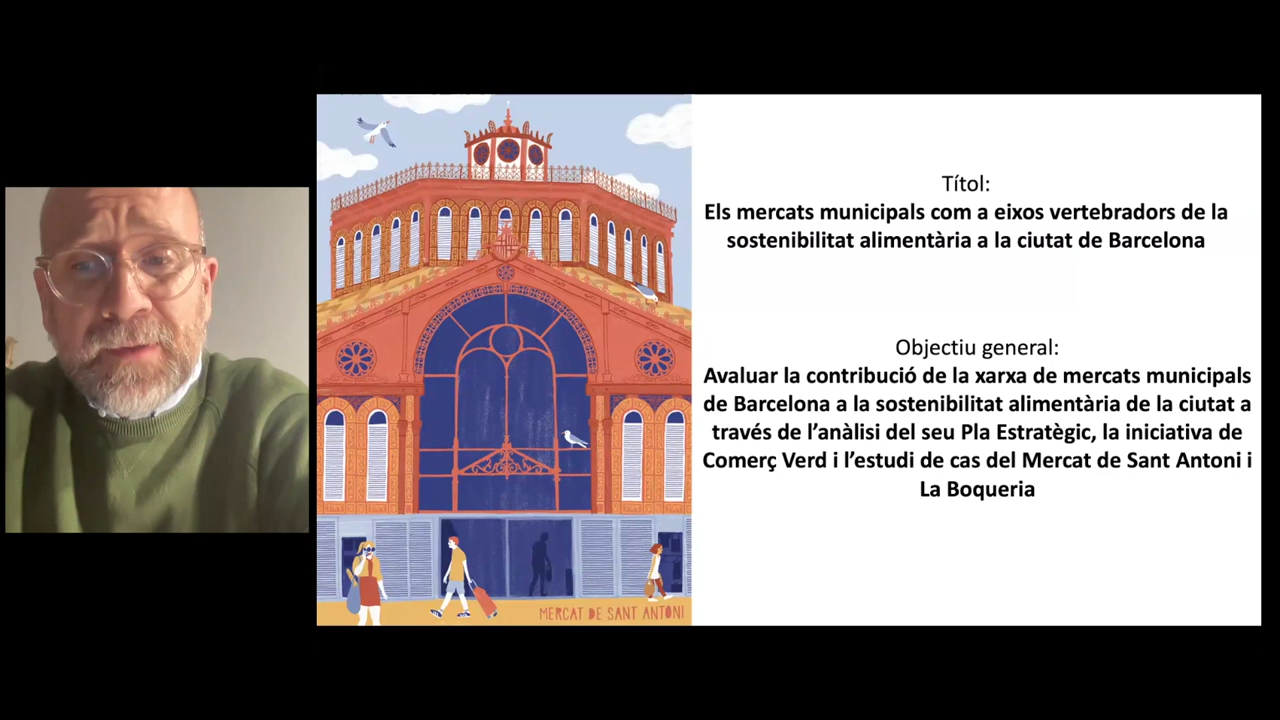 MERCAT DE SANT ANTONI
Títol:
Els mercats municipals com a eixos vertebradors de la
sostenibilitat alimentària a la ciutat de Barcelona
Objectiu general:
Avaluar la contribució de la xarxa de mercats municipals
de Barcelona a la sostenibilitat alimentària de la ciutat a
través de l’anàlisi del seu Pla Estratègic, la iniciativa de
Comerç Verd i l’estudi de cas del Mercat de Sant Antoni i
La Boqueria